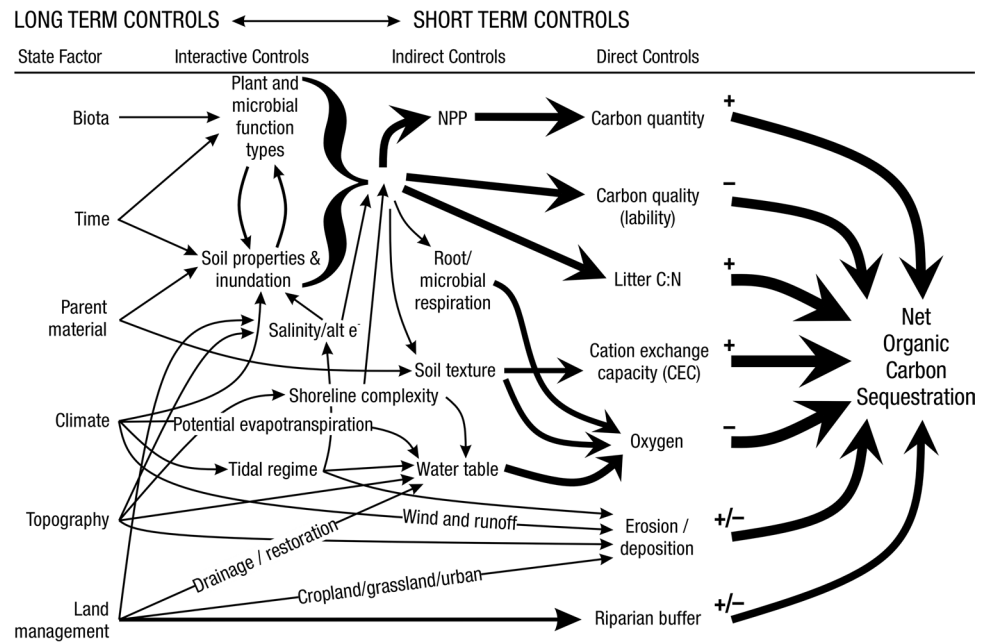 LONG TERM CONTROLS
SHORT TERM CONTROLS
State Factor
Interactive Controls
Indirect Controls
Direct Controls
Plant and
microbial
function
types
Biota
NPP
Carbon quantity
+
Time
Carbon quality
(lability)
–
Soil properties &
inundation
Root/
microbial
respiration
Litter C:N
+
Parent
material
Salinity/alt e-
Net
Organic
Carbon
Sequestration
Soil texture
Cation exchange
capacity (CEC)
+
Shoreline complexity
Climate
Potential evapotranspiration
Oxygen
–
Tidal regime
Water table
Topography
Wind and runoff
Erosion /
deposition
+/–
Drainage / restoration
Cropland/grassland/urban
Land
management
Riparian buffer
+/–